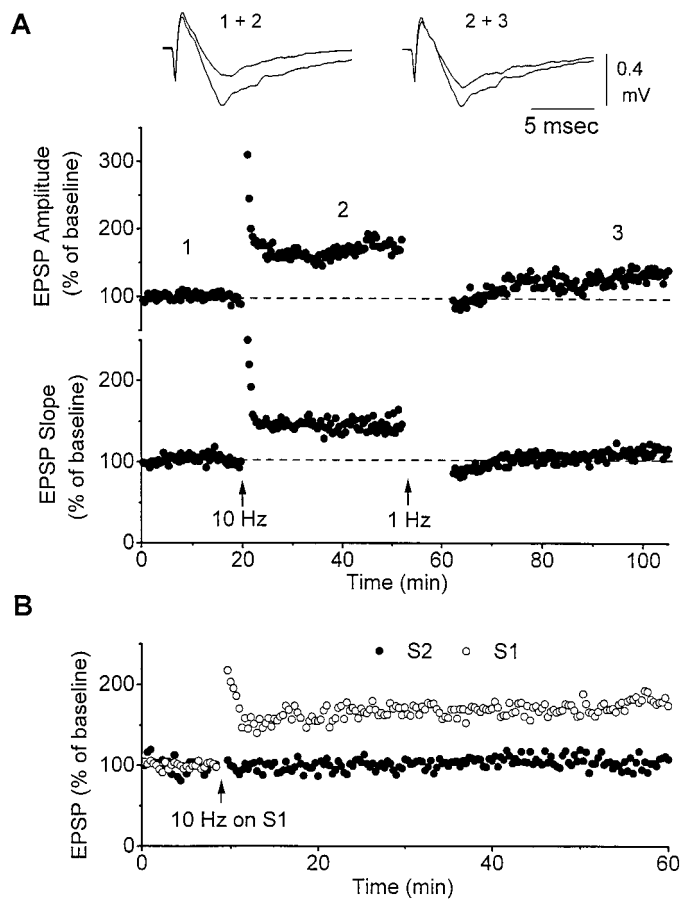 A
1 + 2
2 + 3
0.4
mV
5 msec
EPSP Amplitude
(% of baseline)
300
200
100
1
2
3
EPSP Slope
(% of baseline)
200
100
0
10 Hz
1 Hz
0
20
40
60
80
100
Time (min)
B
S2
S1
EPSP (% of baseline)
200
100
0
10 Hz on S1
0
20
40
60
Time (min)